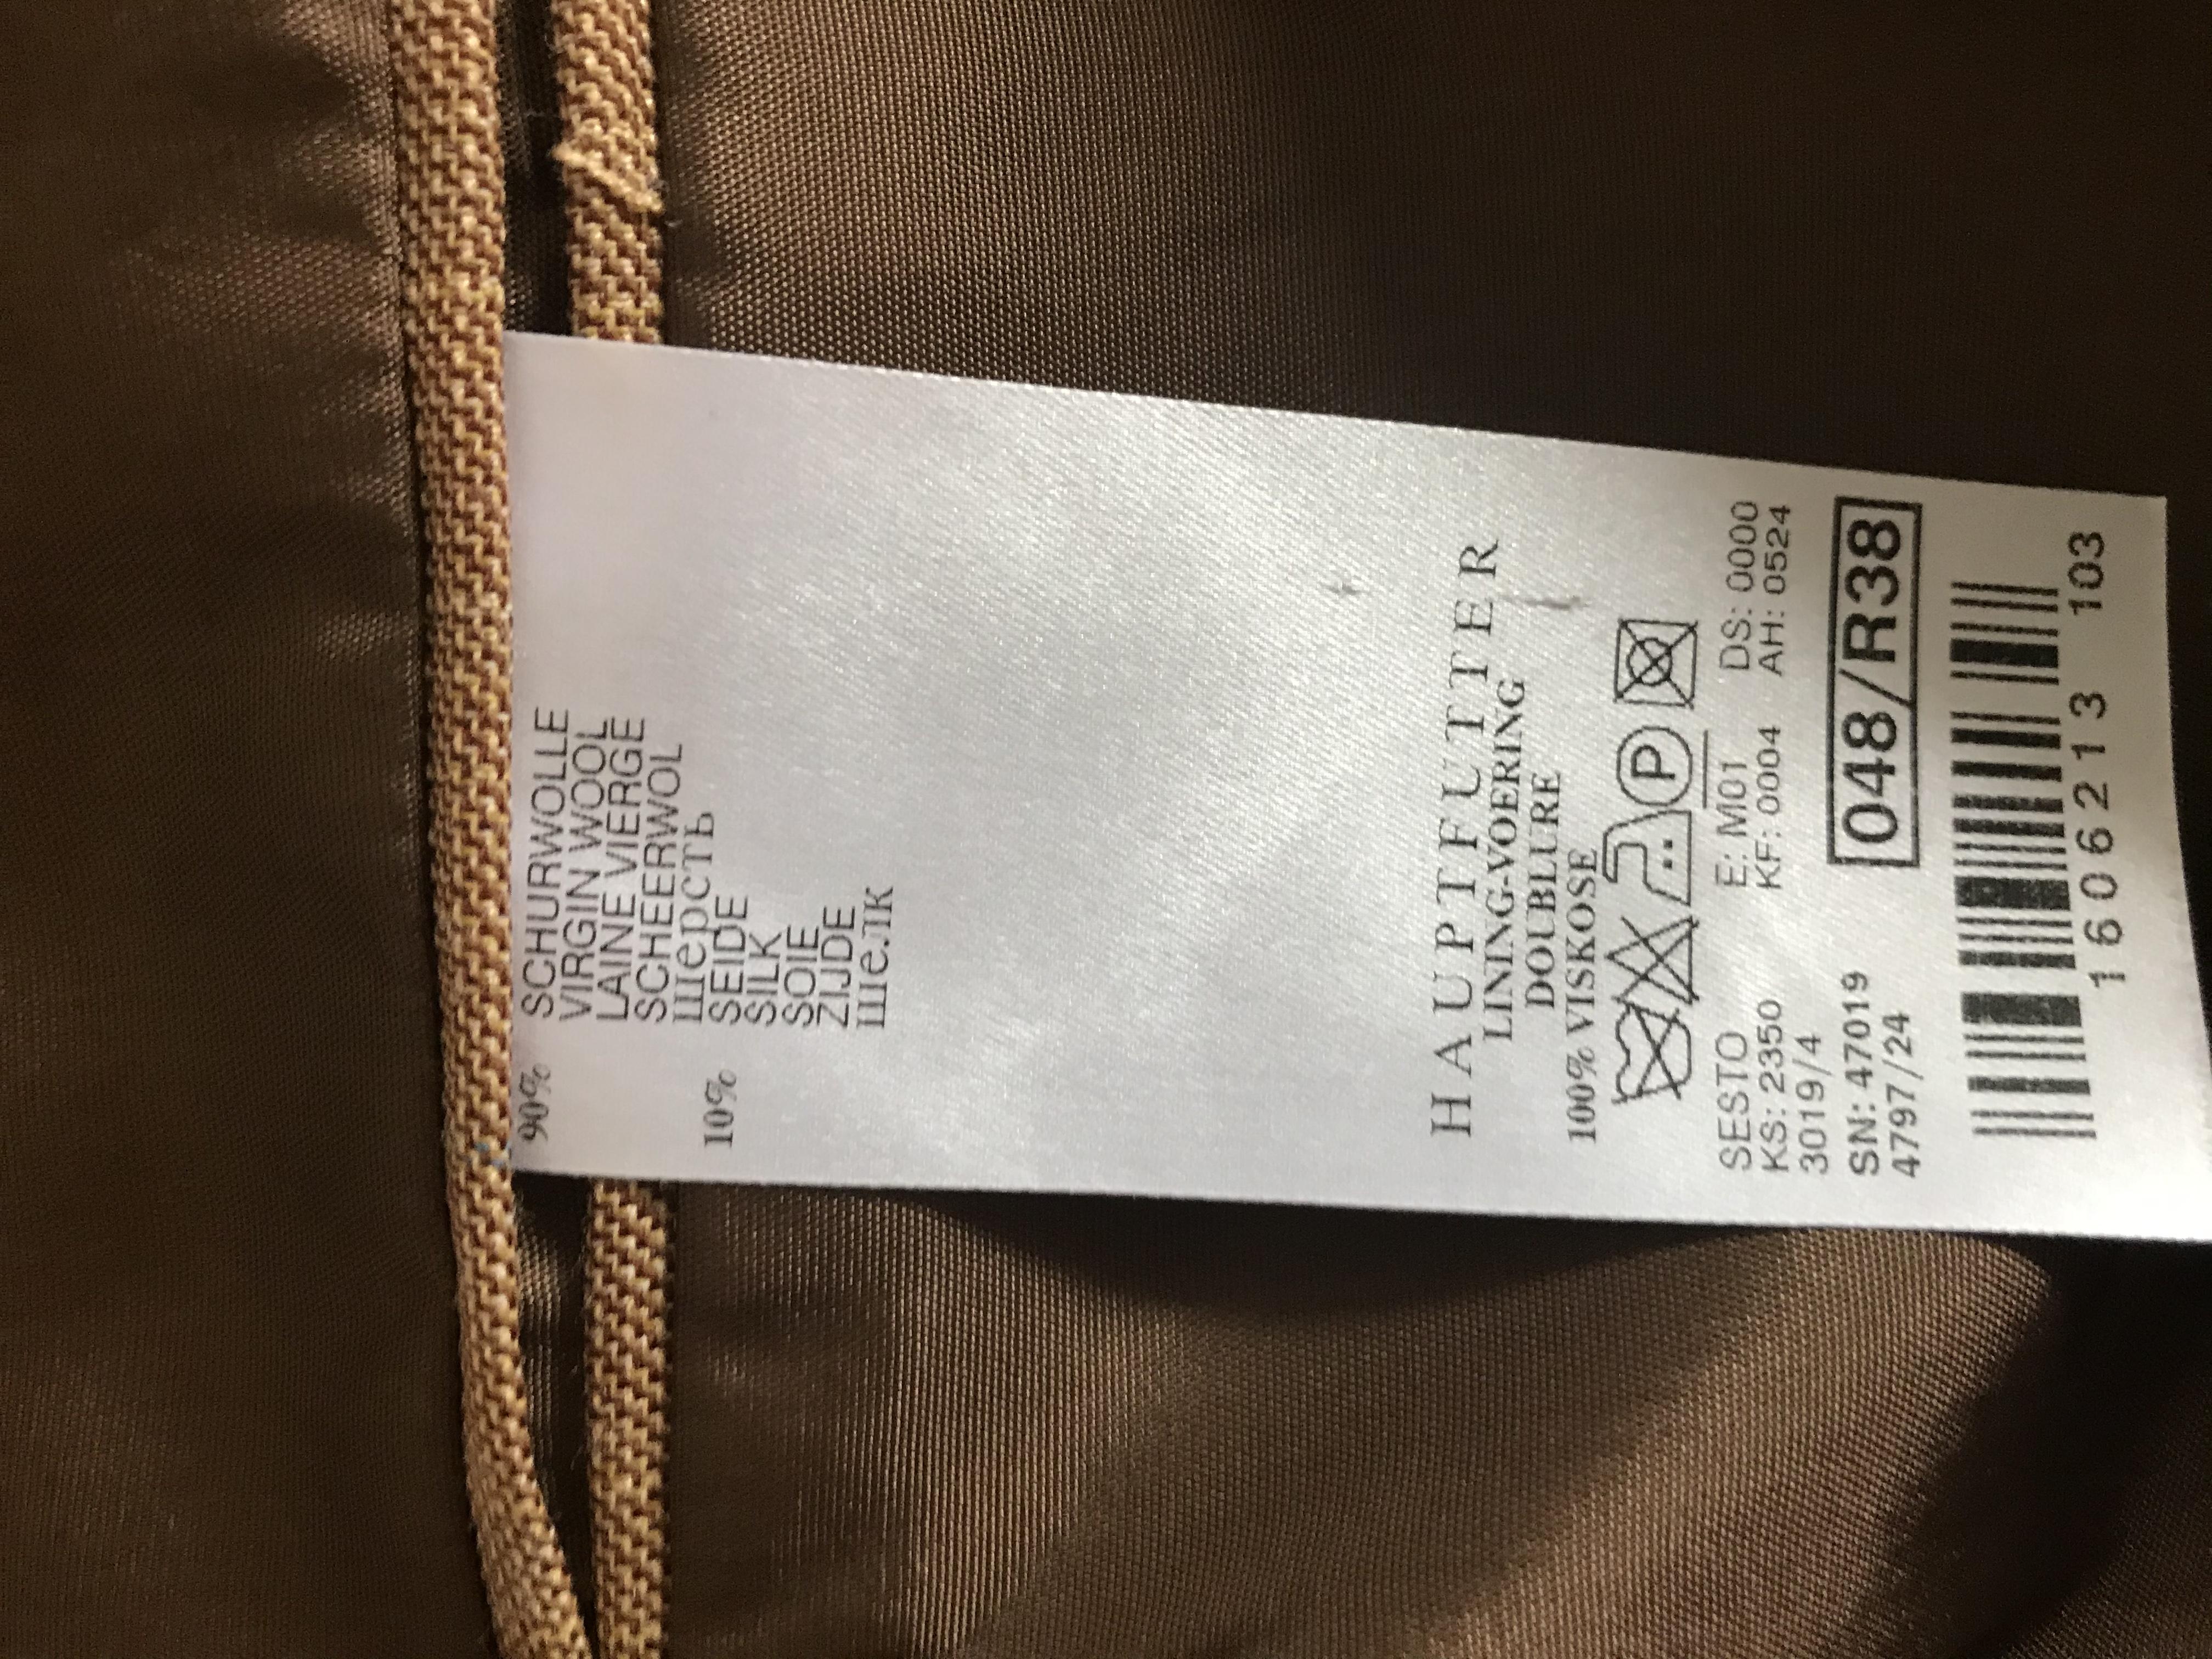 90% SCHURWOLLE
VIRGIN WOOL
LAINE VIERGE
SCHEERWOL
шерсть
10% SEIDE
SILK
SOIE
ZIJDE
шелк
HAUPTFUTTER
LINING-VOERING
DOUBLURE
100% VISKOSE
P
SESTO E: M01 DS: 0000
KS: 2350 KF: 0004 AH: 0524
3019/4
SN: 47019
4797/24
048/R38
1606213 103